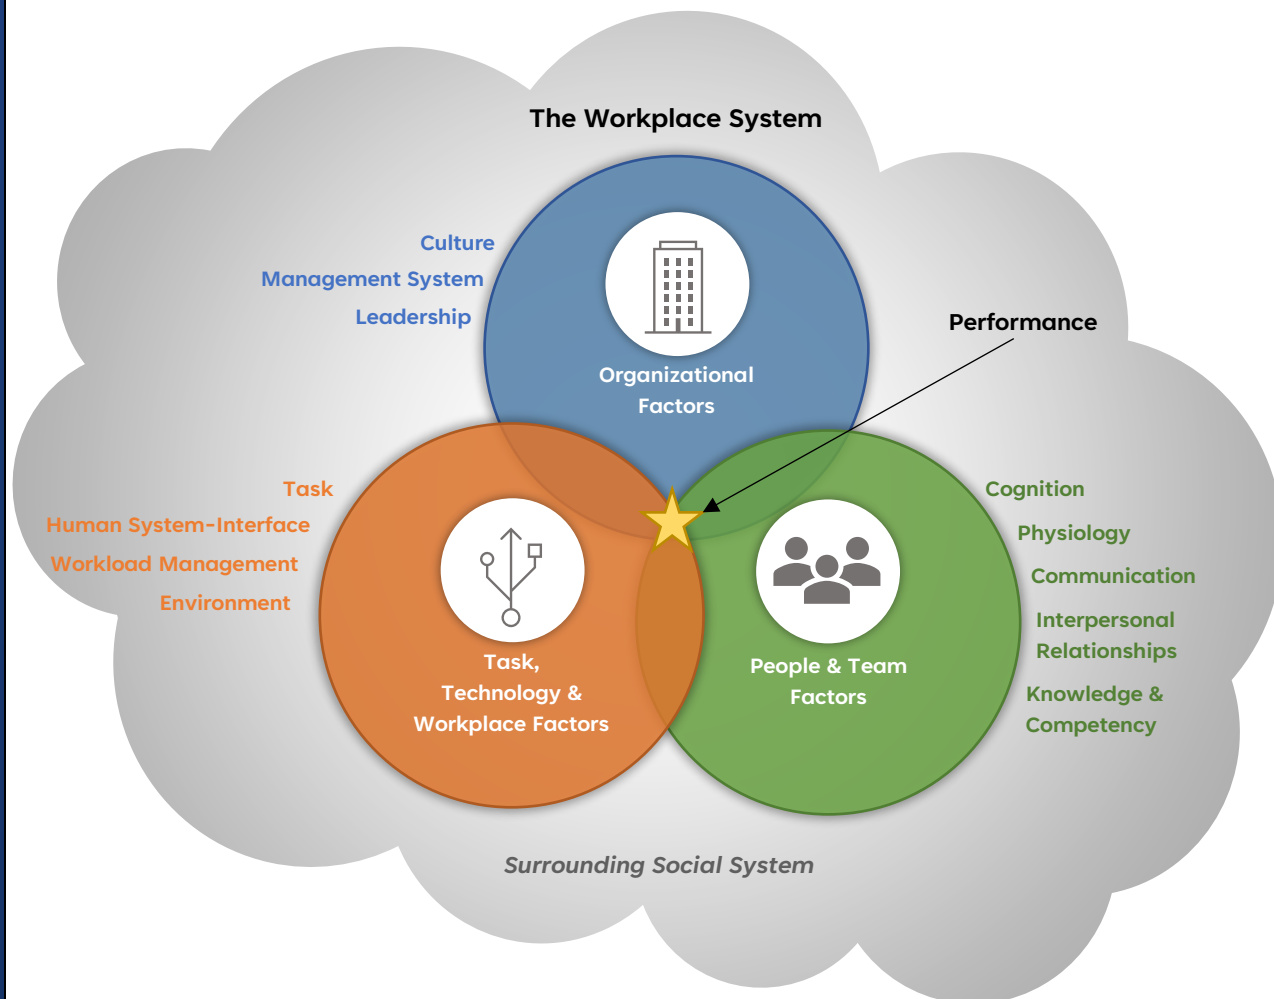 The Workplace System
Culture
Management System
Leadership
Performance
Organizational
Factors
Task
Human System-Interface
Workload Management
Environment
Cognition
Physiology
Communication
Interpersonal
Relationships
Knowledge &
Competency
Task,
Technology &
Workplace Factors
People & Team
Factors
Surrounding Social System